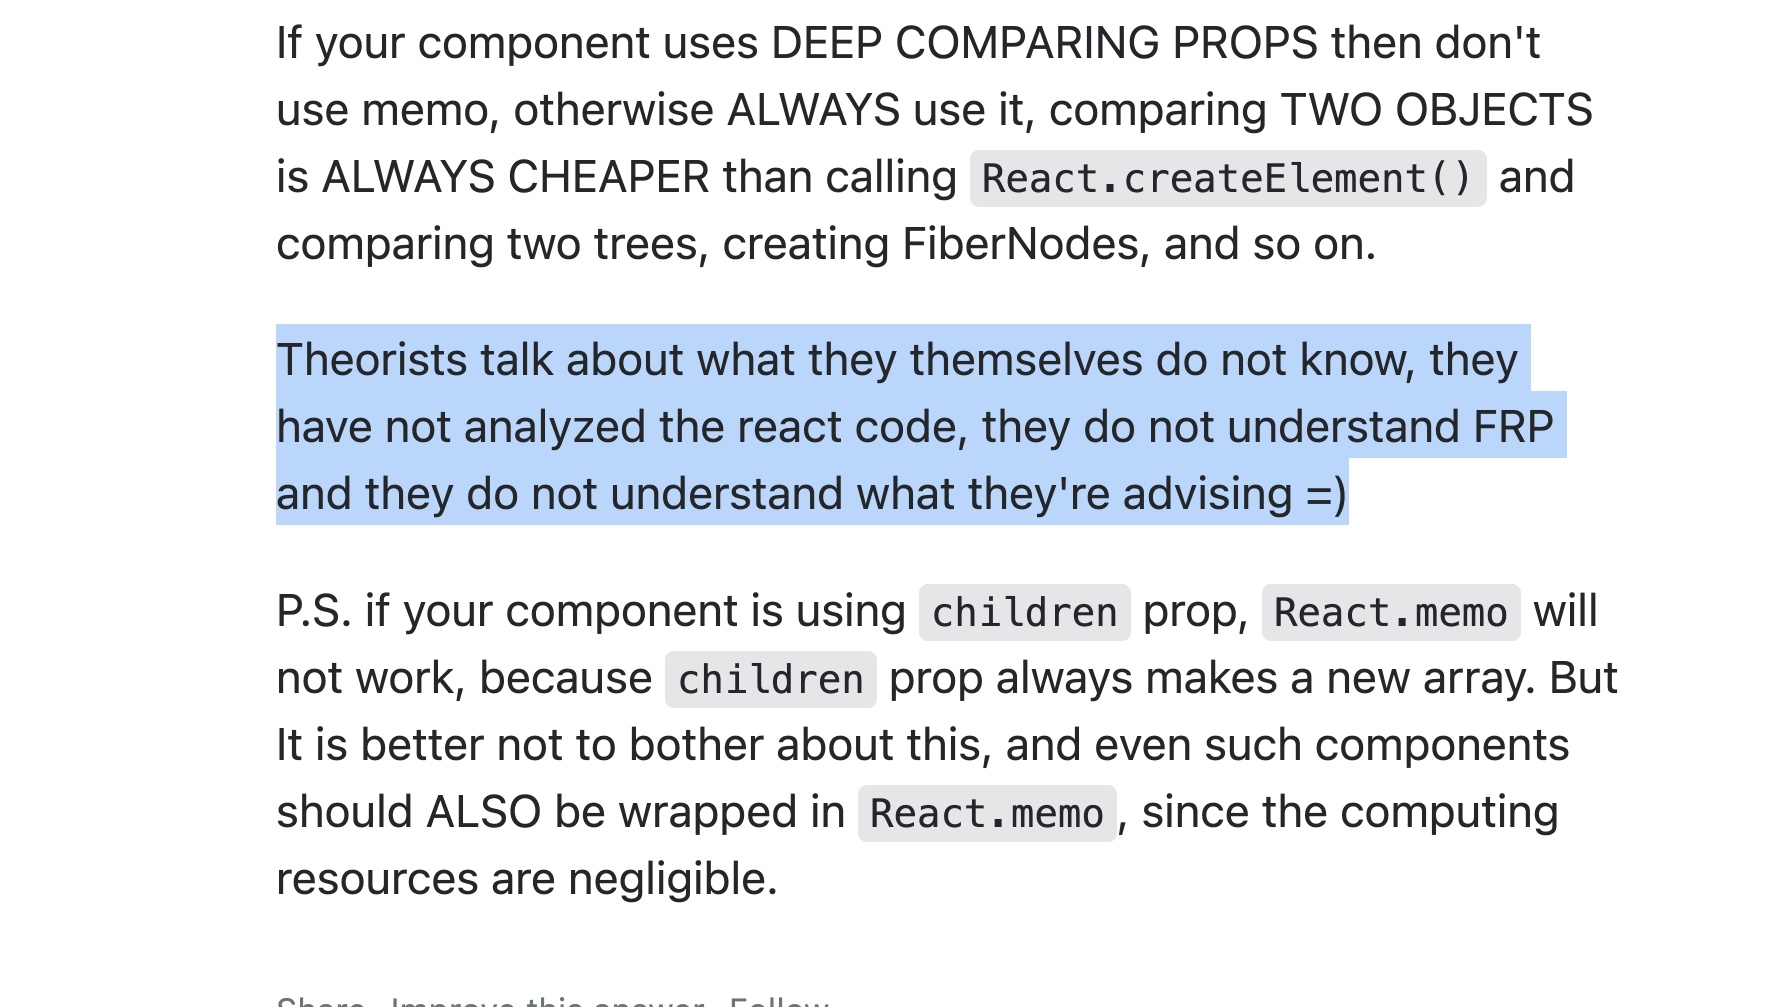 If your component uses DEEP COMPARING PROPS then don't
use memo, otherwise ALWAYS use it, comparing TWO OBJECTS
is ALWAYS CHEAPER than calling React.createElement() and
comparing two trees, creating FiberNodes, and so on.
Theorists talk about what they themselves do not know, they
have not analyzed the react code, they do not understand FRP
and they do not understand what they're advising =)
P.S. if your component is using children prop, React.memo will
not work, because children prop always makes a new array. But
It is better not to bother about this, and even such components
should ALSO be wrapped in React.memo, since the computing
resources are negligible.
Share Improve this answer Follow